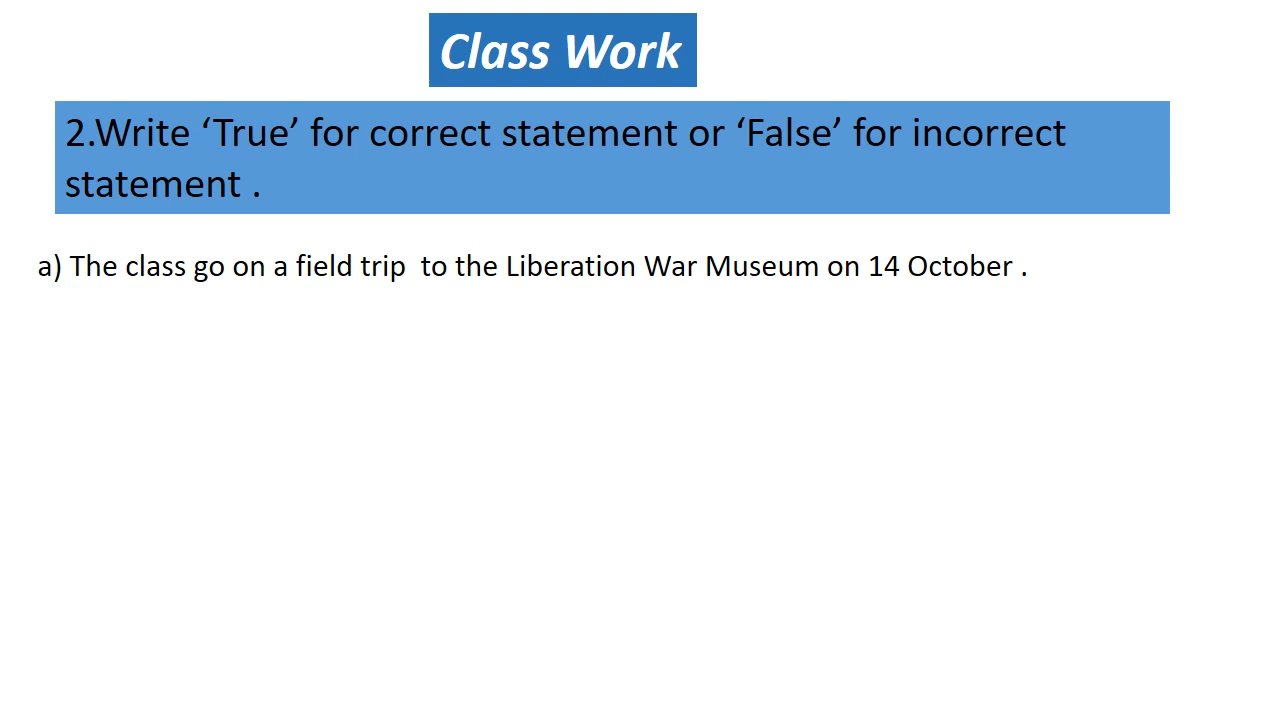 Class Work
2.Write ‘True’ for correct statement or ‘False’ for incorrect
statement .
a) The class go on a field trip  to the Liberation War Museum on 14 October .